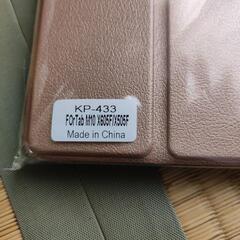 KP-433
FOrTab M10 X605F/X505F
Made in China